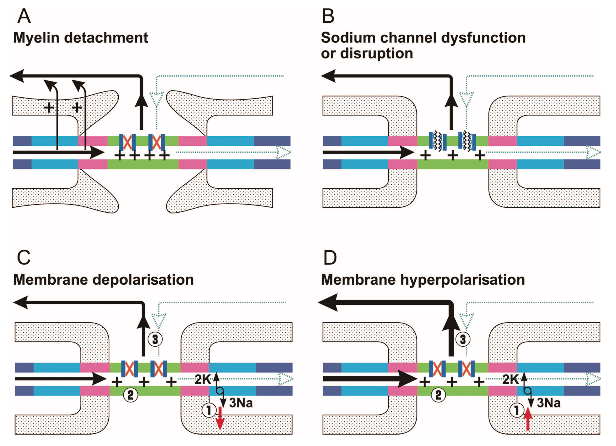 A
Myelin detachment
+ +
+ + + +
B
Sodium channel dysfunction
or disruption
+ + +
C
Membrane depolarisation
3
+ + +
2K
2
3Na
1
D
Membrane hyperpolarisation
3
+ + +
2K
2
3Na
1